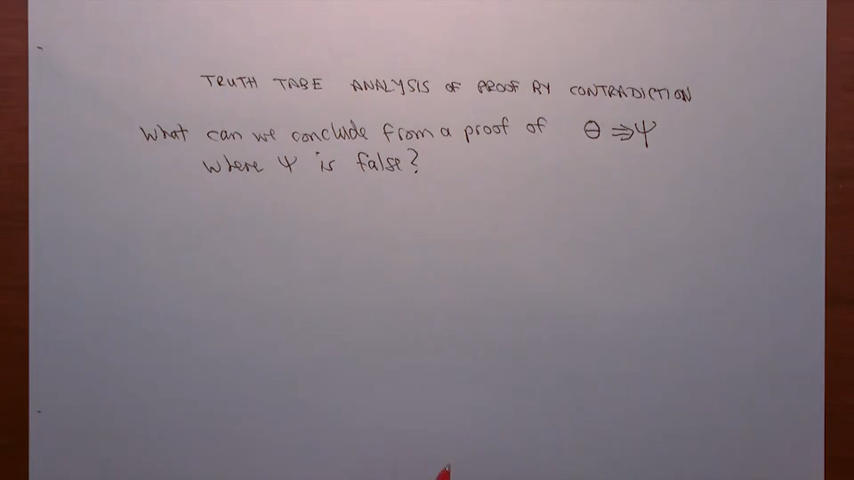 TRUTH TABE ANALYSIS OF PROOF BY CONTRADICTION
What can we conclude from a proof of θ ⇒ ψ
where ψ is false?